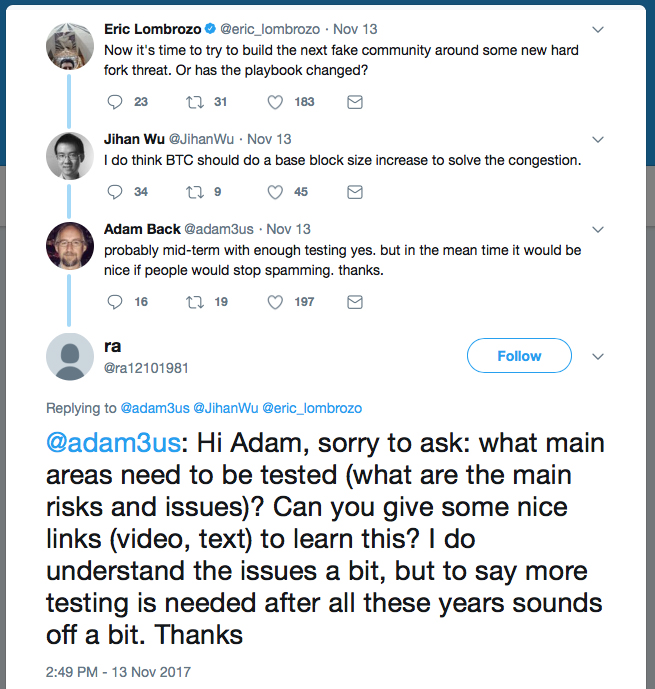 Eric Lombrozo @eric_lombrozo · Nov 13
Now it's time to try to build the next fake community around some new hard
fork threat. Or has the playbook changed?
23 31 183
Jihan Wu @JihanWu · Nov 13
I do think BTC should do a base block size increase to solve the congestion.
34 9 45
Adam Back @adam3us · Nov 13
probably mid-term with enough testing yes. but in the mean time it would be
nice if people would stop spamming. thanks.
16 19 197
ra
@ra12101981
Follow
Replying to @adam3us @JihanWu @eric_lombrozo
@adam3us: Hi Adam, sorry to ask: what main
areas need to be tested (what are the main
risks and issues)? Can you give some nice
links (video, text) to learn this? I do
understand the issues a bit, but to say more
testing is needed after all these years sounds
off a bit. Thanks
2:49 PM - 13 Nov 2017